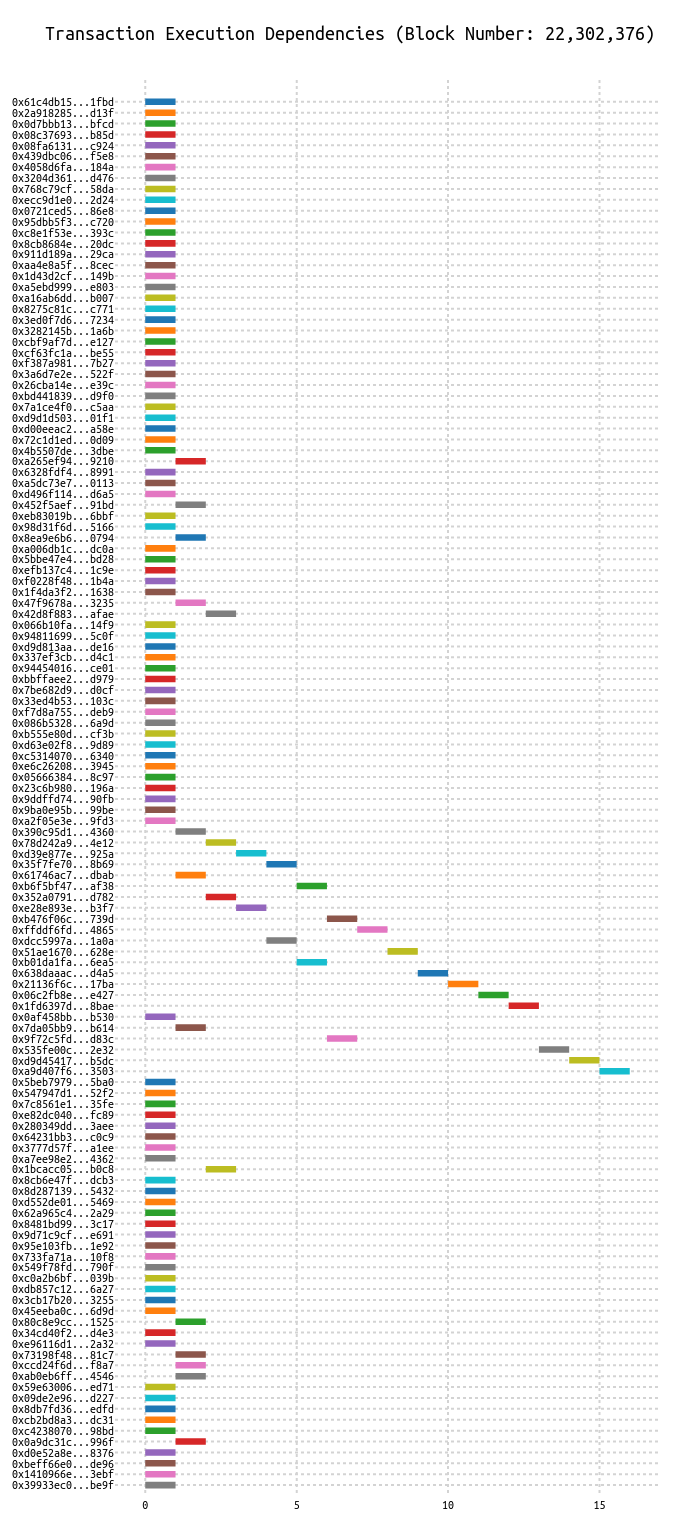 Transaction Execution Dependencies (Block Number: 22,302,376)
0x61c4db15...1fbd
0x2a918285...d13f
0x0d7bbb13...bfcd
0x08c37693...b85d
0x08fa6131...c924
0x439dbc06...f5e8
0x4058d6fa...184a
0x3204d361...d476
0x768c79cf...58da
0xecc9d1e0...2d24
0x0721ced5...86e8
0x95dbb5f3...c720
0xc8e1f53e...393c
0x8cb8684e...20dc
0x911d189a...29ca
0xaa4e8a5f...8cec
0x1d43d2cf...149b
0xa5ebd999...e803
0xa16ab6dd...b007
0x8275c81c...c771
0x3ed0f7d6...7234
0x3282145b...1a6b
0xcbf9af7d...e127
0xcf63fc1a...be55
0xf387a981...7b27
0x3a6d7e2e...522f
0x26cba14e...e39c
0xbd441839...d9f0
0x7a1ce4f0...c5aa
0xd9d1d503...01f1
0xd00eeac2...a58e
0x72c1d1ed...0d09
0x4b5507de...3dbe
0xa265ef94...9210
0x6328fdf4...8991
0xa5dc73e7...0113
0xd496f114...d6a5
0x452f5aef...91bd
0xeb83019b...6bbf
0x98d31f6d...5166
0x8ea9e6b6...0794
0xa006db1c...dc0a
0x5bbe47e4...bd28
0xefb137c4...1c9e
0xf0228f48...1b4a
0x1f4da3f2...1638
0x47f9678a...3235
0x42d8f883...afae
0x066b10fa...14f9
0x94811699...5c0f
0xd9d813aa...de16
0x337ef3cb...d4c1
0x94454016...ce01
0xbbffaee2...d979
0x7be682d9...d0cf
0x33ed4b53...103c
0xf7d8a755...deb9
0x086b5328...6a9d
0xb555e80d...cf3b
0xd63e02f8...9d89
0xc5314070...6340
0xe6c26208...3945
0x05666384...8c97
0x23c6b980...196a
0x9ddffd74...90fb
0x9ba0e95b...99be
0xa2f05e3e...9fd3
0x390c95d1...4360
0x78d242a9...4e12
0xd39e877e...925a
0x35f7fe70...8b69
0x61746ac7...dbab
0xb6f5bf47...af38
0x352a0791...d782
0xe28e893e...b3f7
0xb476f06c...739d
0xffddf6fd...4865
0xdcc5997a...1a0a
0x51ae1670...628e
0xb01da1fa...6ea5
0x638daaac...d4a5
0x21136f6c...17ba
0x06c2fb8e...e427
0x1fd6397d...8bae
0x0af458bb...b530
0x7da05bb9...b614
0x9f72c5fd...d83c
0x535fe00c...2e32
0xd9d45417...b5dc
0xa9d407f6...3503
0x5beb7979...5ba0
0x547947d1...52f2
0x7c8561e1...35fe
0xe82dc040...fc89
0x280349dd...3aee
0x64231bb3...c0c9
0x3777d57f...a1ee
0xa7ee98e2...4362
0x1bcacc05...b0c8
0x8cb6e47f...dcb3
0x8d287139...5432
0xd552de01...5469
0x62a965c4...2a29
0x8481bd99...3c17
0x9d71c9cf...e691
0x95e103fb...1e92
0x733fa71a...10f8
0x549f78fd...790f
0xc0a2b6bf...039b
0xdb857c12...6a27
0x3cb17b20...3255
0x45eeba0c...6d9d
0x80c8e9cc...1525
0x34cd40f2...d4e3
0xe96116d1...2a32
0x73198f48...81c7
0xccd24f6d...f8a7
0xab0eb6ff...4546
0x59e63006...ed71
0x09de2e96...d227
0x8db7fd36...edfd
0xcb2bd8a3...dc31
0xc4238070...98bd
0x0a9dc31c...996f
0xd0e52a8e...8376
0xbeff66e0...de96
0x1410966e...3ebf
0x39933ec0...be9f
0 5 10 15